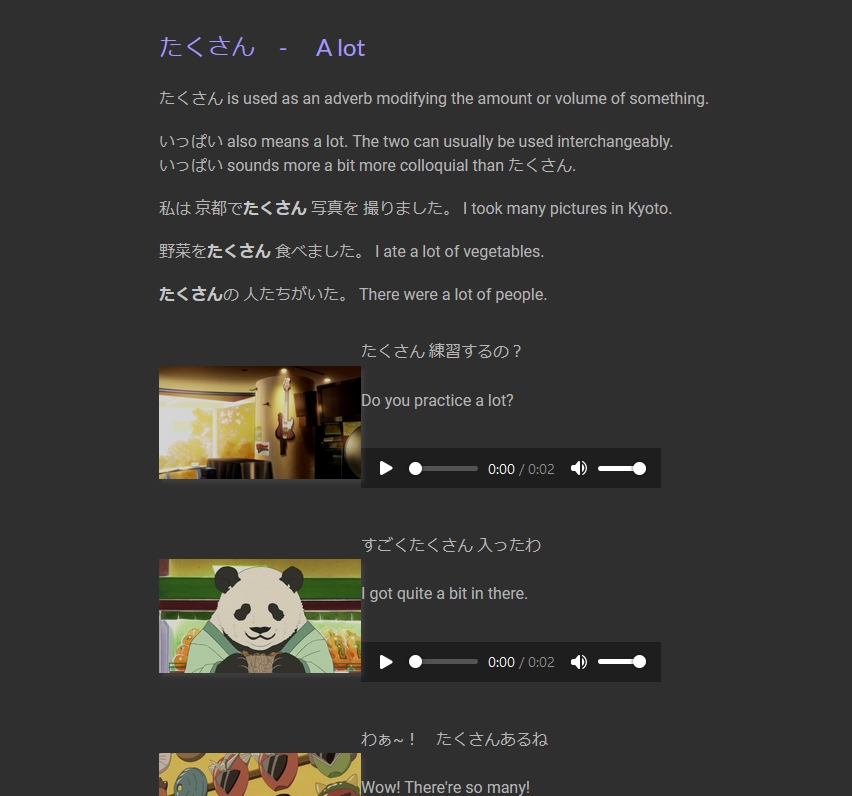 たくさん　-　A lot
たくさん is used as an adverb modifying the amount or volume of something.
いっぱい also means a lot. The two can usually be used interchangeably.
いっぱい sounds more a bit more colloquial than たくさん.
私は 京都でたくさん 写真を 撮りました。 I took many pictures in Kyoto.
野菜をたくさん 食べました。 I ate a lot of vegetables.
たくさんの 人たちがいた。 There were a lot of people.
たくさん 練習するの？
Do you practice a lot?
0:00 / 0:02
すごくたくさん 入ったわ
I got quite a bit in there.
0:00 / 0:02
わぁ~！　たくさんあるね
Wow! There're so many!